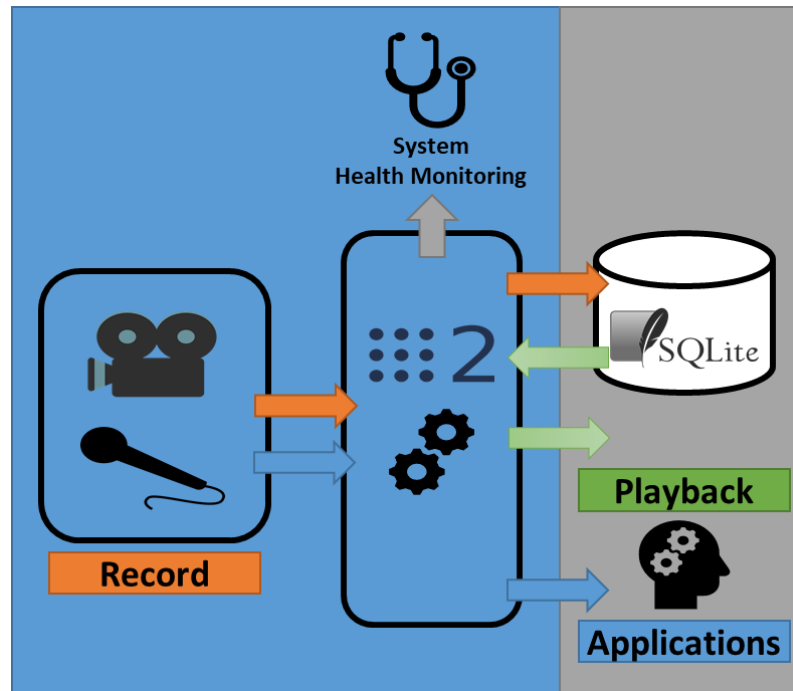 System
Health Monitoring
2
SQLite
Playback
Record
Applications